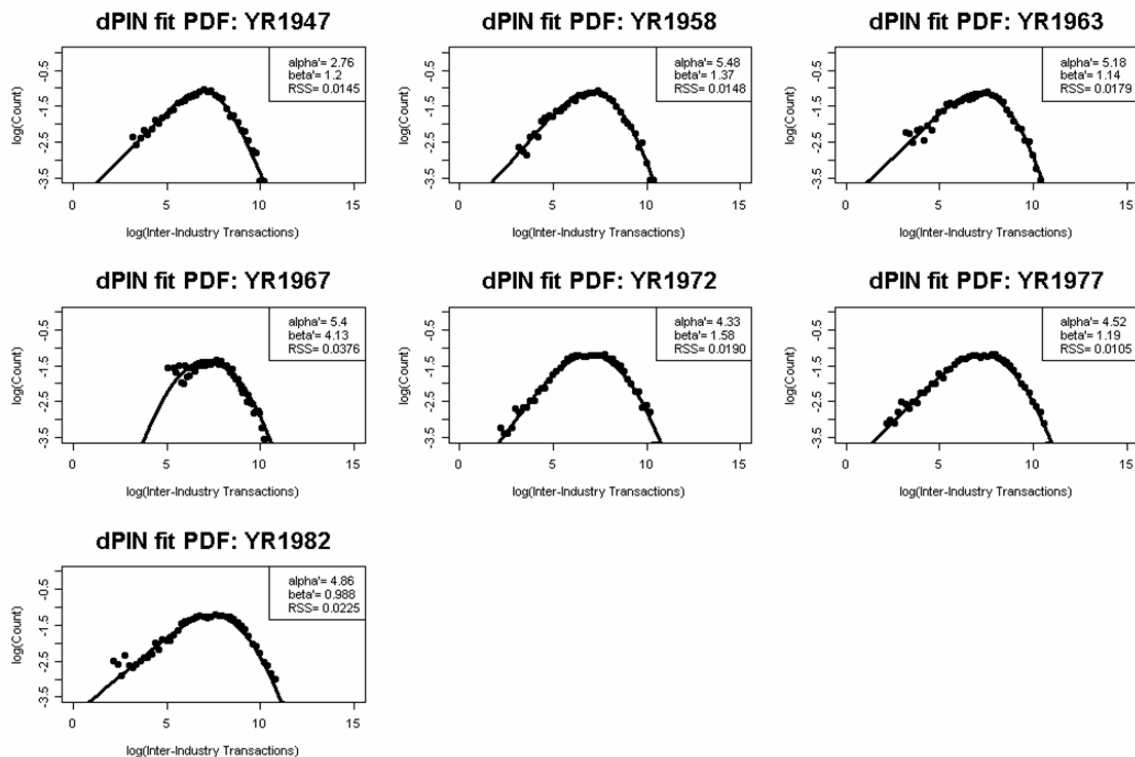 dPIN fit PDF: YR1947
log(Count)
-0.5
-1.5
-2.5
-3.5
alpha'= 2.76
beta'= 1.2
RSS= 0.0145
0 5 10 15
log(Inter-Industry Transactions)
dPIN fit PDF: YR1958
log(Count)
-0.5
-1.5
-2.5
-3.5
alpha'= 5.48
beta'= 1.37
RSS= 0.0148
0 5 10 15
log(Inter-Industry Transactions)
dPIN fit PDF: YR1963
log(Count)
-0.5
-1.5
-2.5
-3.5
alpha'= 5.18
beta'= 1.14
RSS= 0.0179
0 5 10 15
log(Inter-Industry Transactions)
dPIN fit PDF: YR1967
log(Count)
-0.5
-1.5
-2.5
-3.5
alpha'= 5.4
beta'= 4.13
RSS= 0.0376
0 5 10 15
log(Inter-Industry Transactions)
dPIN fit PDF: YR1972
log(Count)
-0.5
-1.5
-2.5
-3.5
alpha'= 4.33
beta'= 1.58
RSS= 0.0190
0 5 10 15
log(Inter-Industry Transactions)
dPIN fit PDF: YR1977
log(Count)
-0.5
-1.5
-2.5
-3.5
alpha'= 4.52
beta'= 1.19
RSS= 0.0105
0 5 10 15
log(Inter-Industry Transactions)
dPIN fit PDF: YR1982
log(Count)
-0.5
-1.5
-2.5
-3.5
alpha'= 4.86
beta'= 0.988
RSS= 0.0225
0 5 10 15
log(Inter-Industry Transactions)